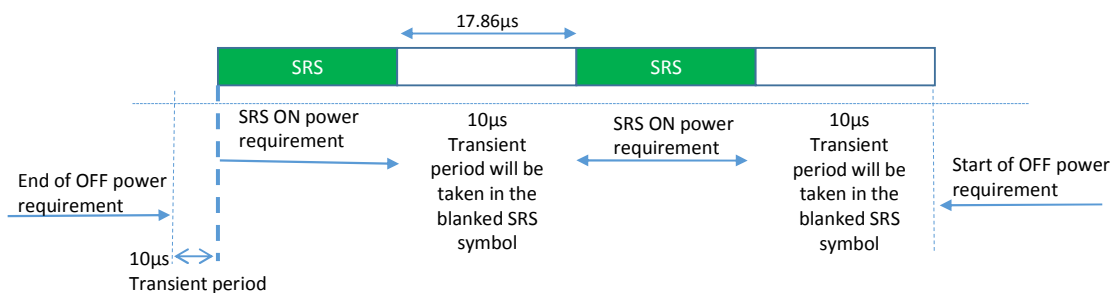 17.86µs
SRS
SRS
SRS ON power
requirement
10µs
Transient
period will be
taken in the
blanked SRS
symbol
SRS ON power
requirement
10µs
Transient
period will be
taken in the
blanked SRS
symbol
End of OFF power
requirement
Start of OFF power
requirement
10µs
Transient period